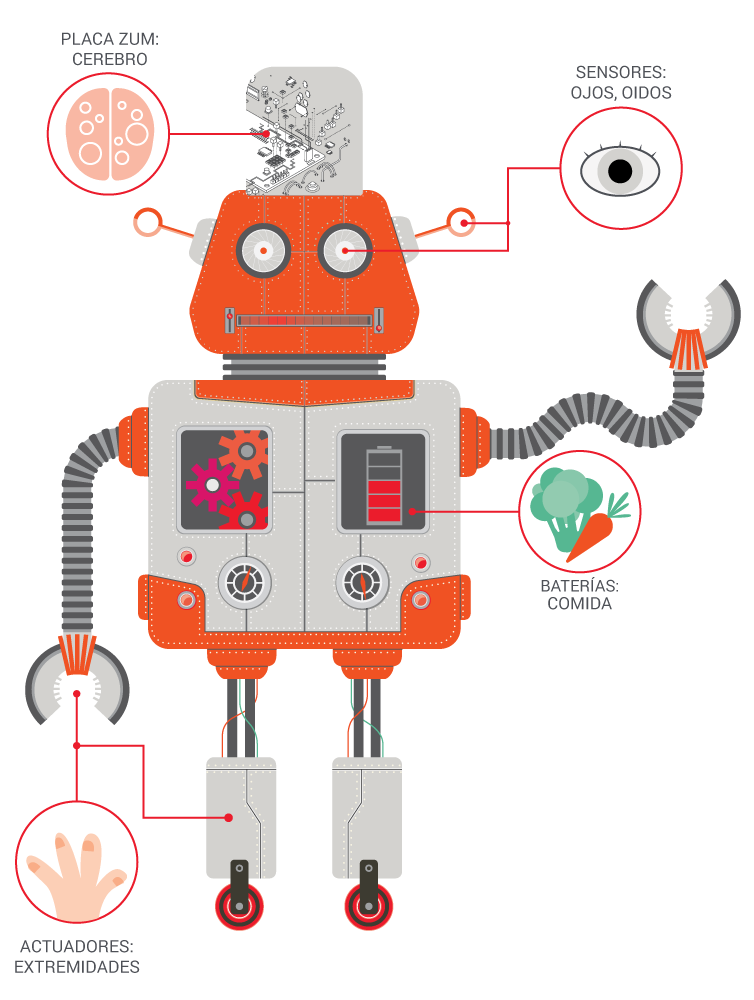 PLACA ZUM:
CEREBRO
SENSORES:
OJOS, OIDOS
BATERÍAS:
COMIDA
ACTUADORES:
EXTREMIDADES